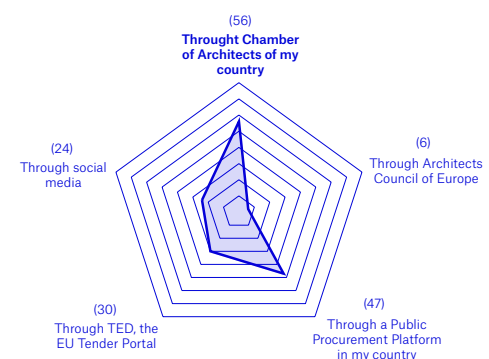 (56)
Throught Chamber
of Architects of my
country
(6)
Through Architects
Council of Europe
(47)
Through a Public
Procurement Platform
in my country
(30)
Through TED, the
EU Tender Portal
(24)
Through social
media